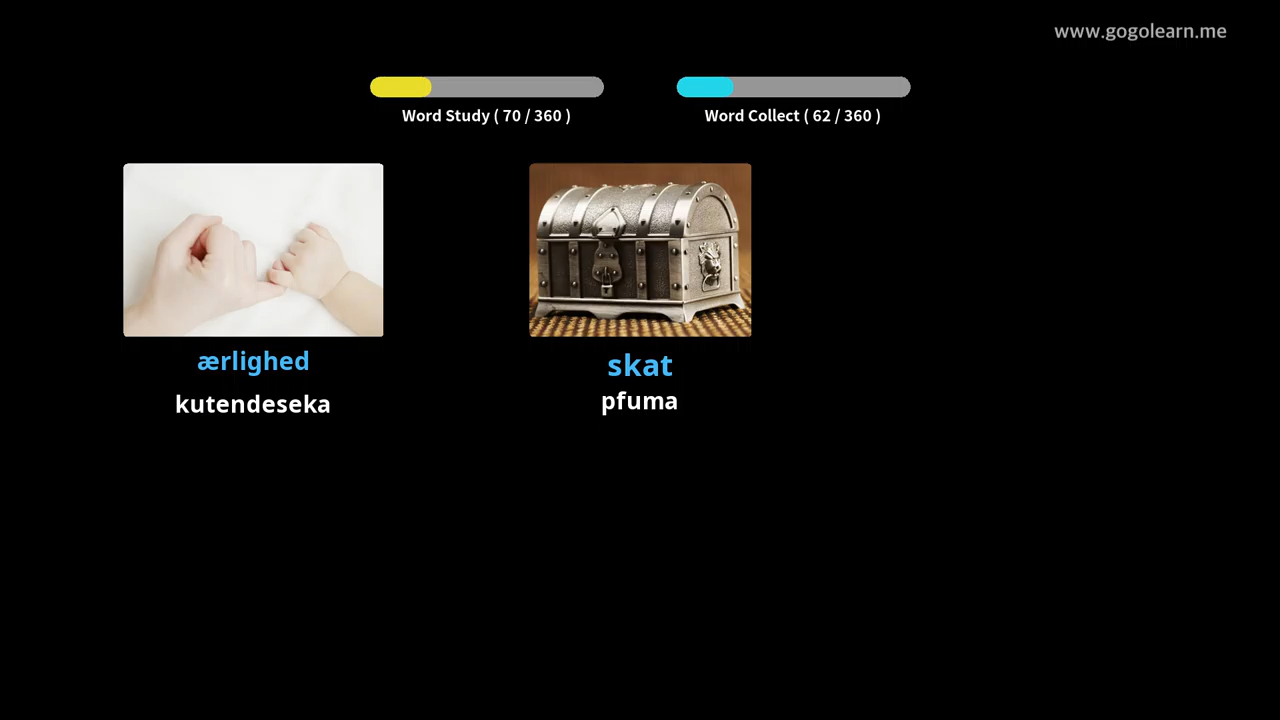 www.gogolearn.me
Word Study ( 70 / 360 )
Word Collect ( 62 / 360 )
ærlighed
kutendeseka
skat
pfuma